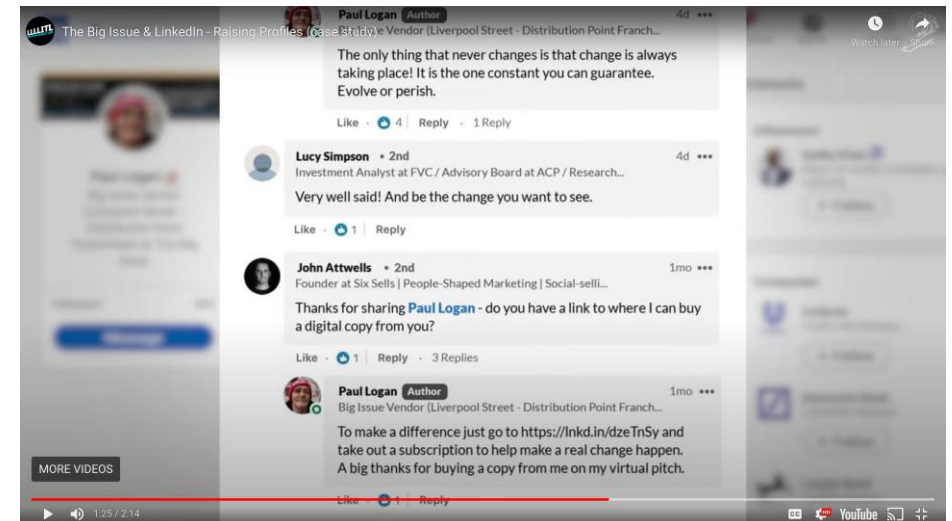 The Big Issue & LinkedIn - Raising Profiles (case study)
Watch later
Share
Paul Logan Author
4d •••
Vendor (Liverpool Street - Distribution Point Franch...
The only thing that never changes is that change is always
taking place! It is the one constant you can guarantee.
Evolve or perish.
Like · 4 | Reply · 1 Reply
Lucy Simpson • 2nd
4d •••
Investment Analyst at FVC / Advisory Board at ACP / Research...
Very well said! And be the change you want to see.
Like · 1 | Reply
John Attwells • 2nd
1mo •••
Founder at Six Sells | People-Shaped Marketing | Social-selli...
Thanks for sharing Paul Logan - do you have a link to where I can buy
a digital copy from you?
Like · 1 | Reply · 3 Replies
Paul Logan Author
1mo •••
Big Issue Vendor (Liverpool Street - Distribution Point Franch...
To make a difference just go to https://lnkd.in/dzeTnSy and
take out a subscription to help make a real change happen.
A big thanks for buying a copy from me on my virtual pitch.
Like · 1 | Reply
Paul Logan
Message
MORE VIDEOS
1:25 / 2:14
CC
HD
YouTube